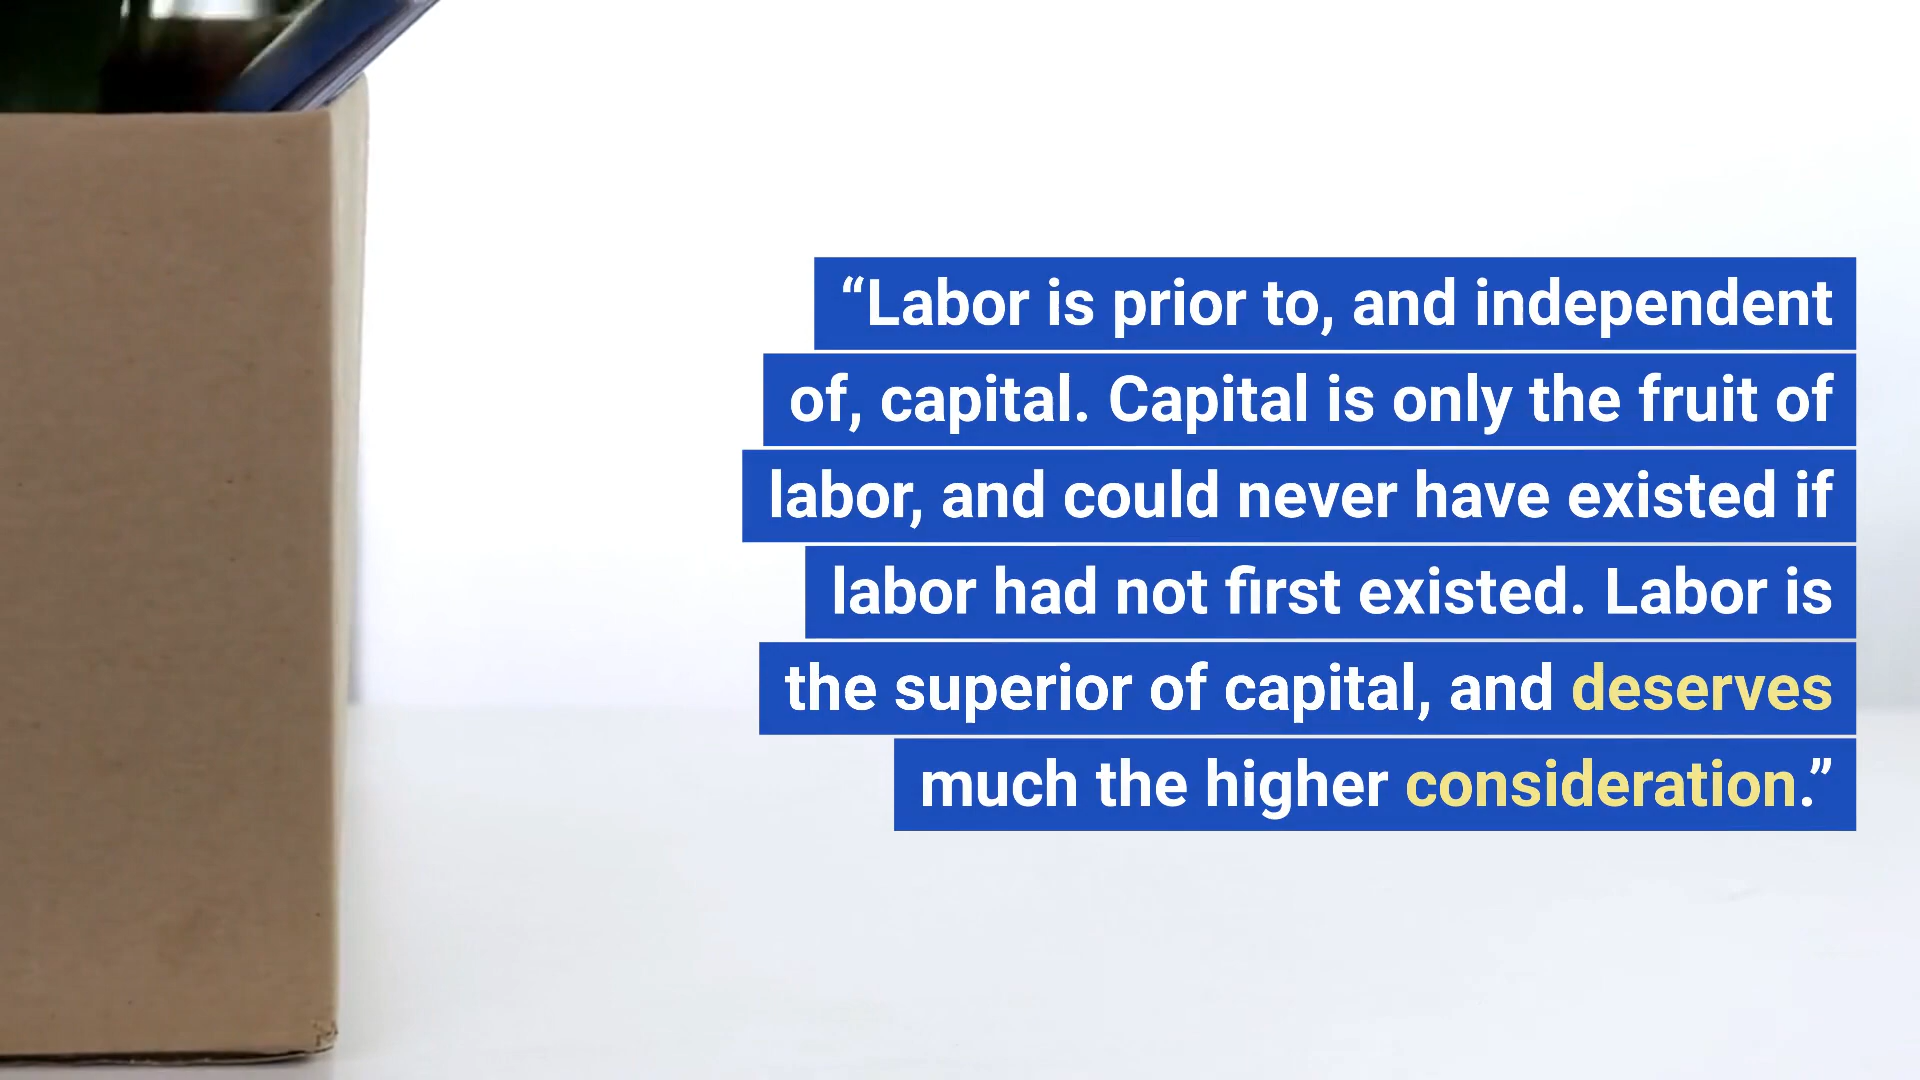 “Labor is prior to, and independent
of, capital. Capital is only the fruit of
labor, and could never have existed if
labor had not first existed. Labor is
the superior of capital, and deserves
much the higher consideration.”